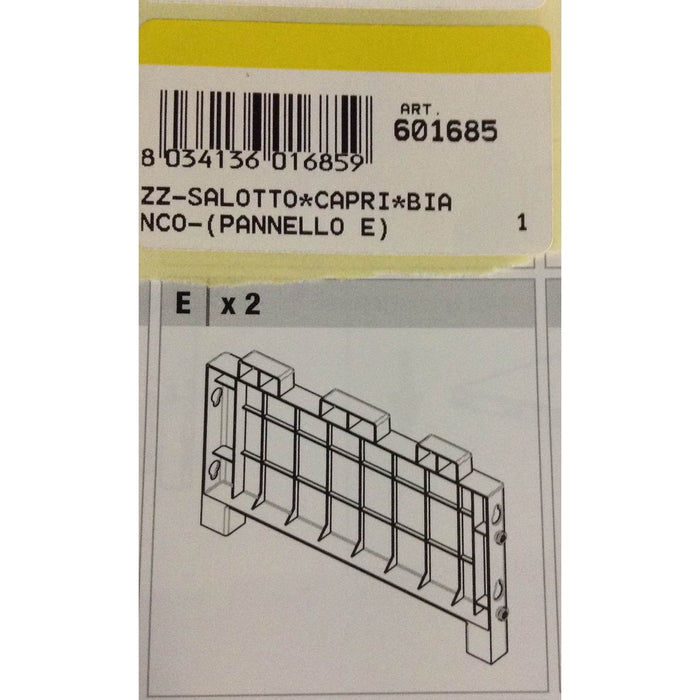 ART.
601685
8 034136 016859
ZZ-SALOTTO*CAPRI*BIA
NCO-(PANNELLO E) 1
E x 2